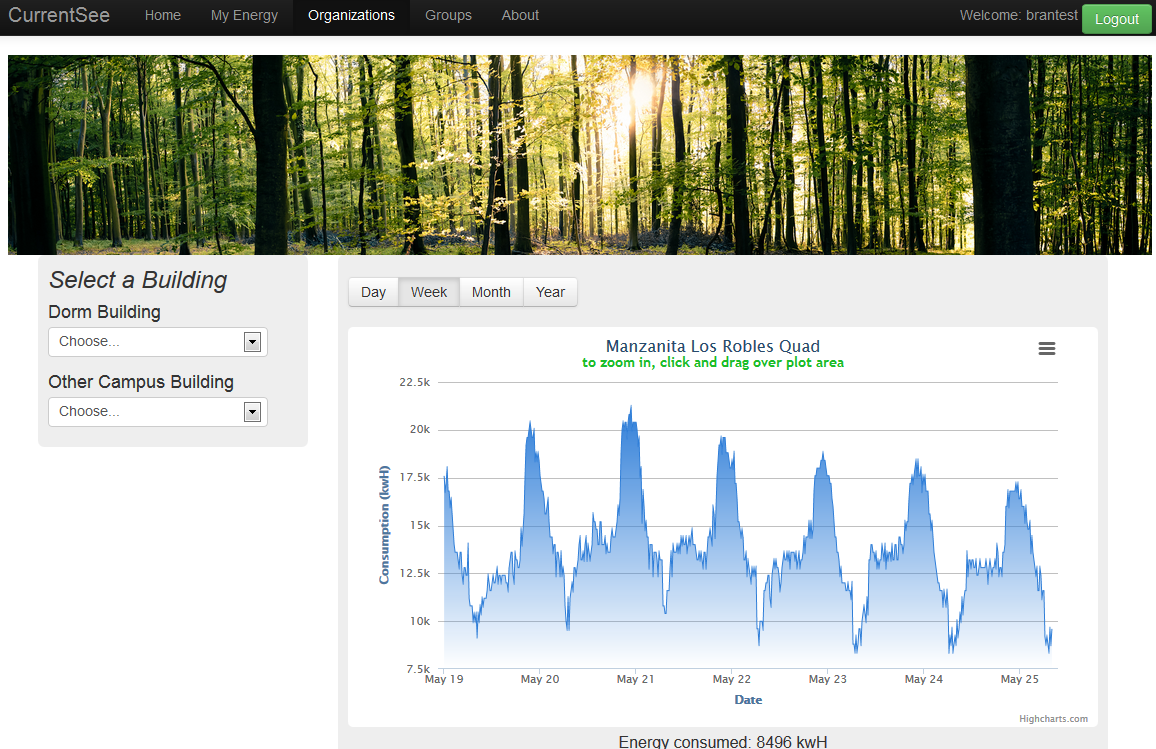 CurrentSee Home My Energy Organizations Groups About Welcome: brantest Logout
Select a Building
Dorm Building
Choose...
Other Campus Building
Choose...
Day Week Month Year
Manzanita Los Robles Quad
to zoom in, click and drag over plot area
22.5k
20k
17.5k
15k
12.5k
10k
7.5k
Consumption (kwH)
May 19 May 20 May 21 May 22 May 23 May 24 May 25
Date
Highcharts.com
Energy consumed: 8496 kwH